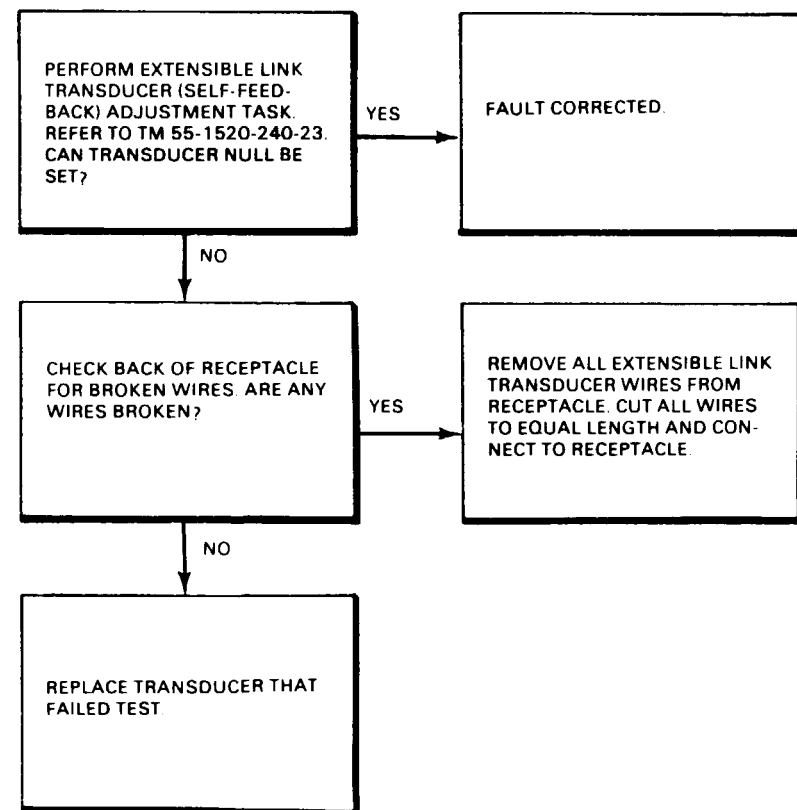 PERFORM EXTENSIBLE LINK
TRANSDUCER (SELF-FEED-
BACK) ADJUSTMENT TASK.
REFER TO TM 55-1520-240-23.
CAN TRANSDUCER NULL BE
SET?
YES
FAULT CORRECTED.
NO
CHECK BACK OF RECEPTACLE
FOR BROKEN WIRES. ARE ANY
WIRES BROKEN?
YES
REMOVE ALL EXTENSIBLE LINK
TRANSDUCER WIRES FROM
RECEPTACLE. CUT ALL WIRES
TO EQUAL LENGTH AND CON-
NECT TO RECEPTACLE.
NO
REPLACE TRANSDUCER THAT
FAILED TEST.